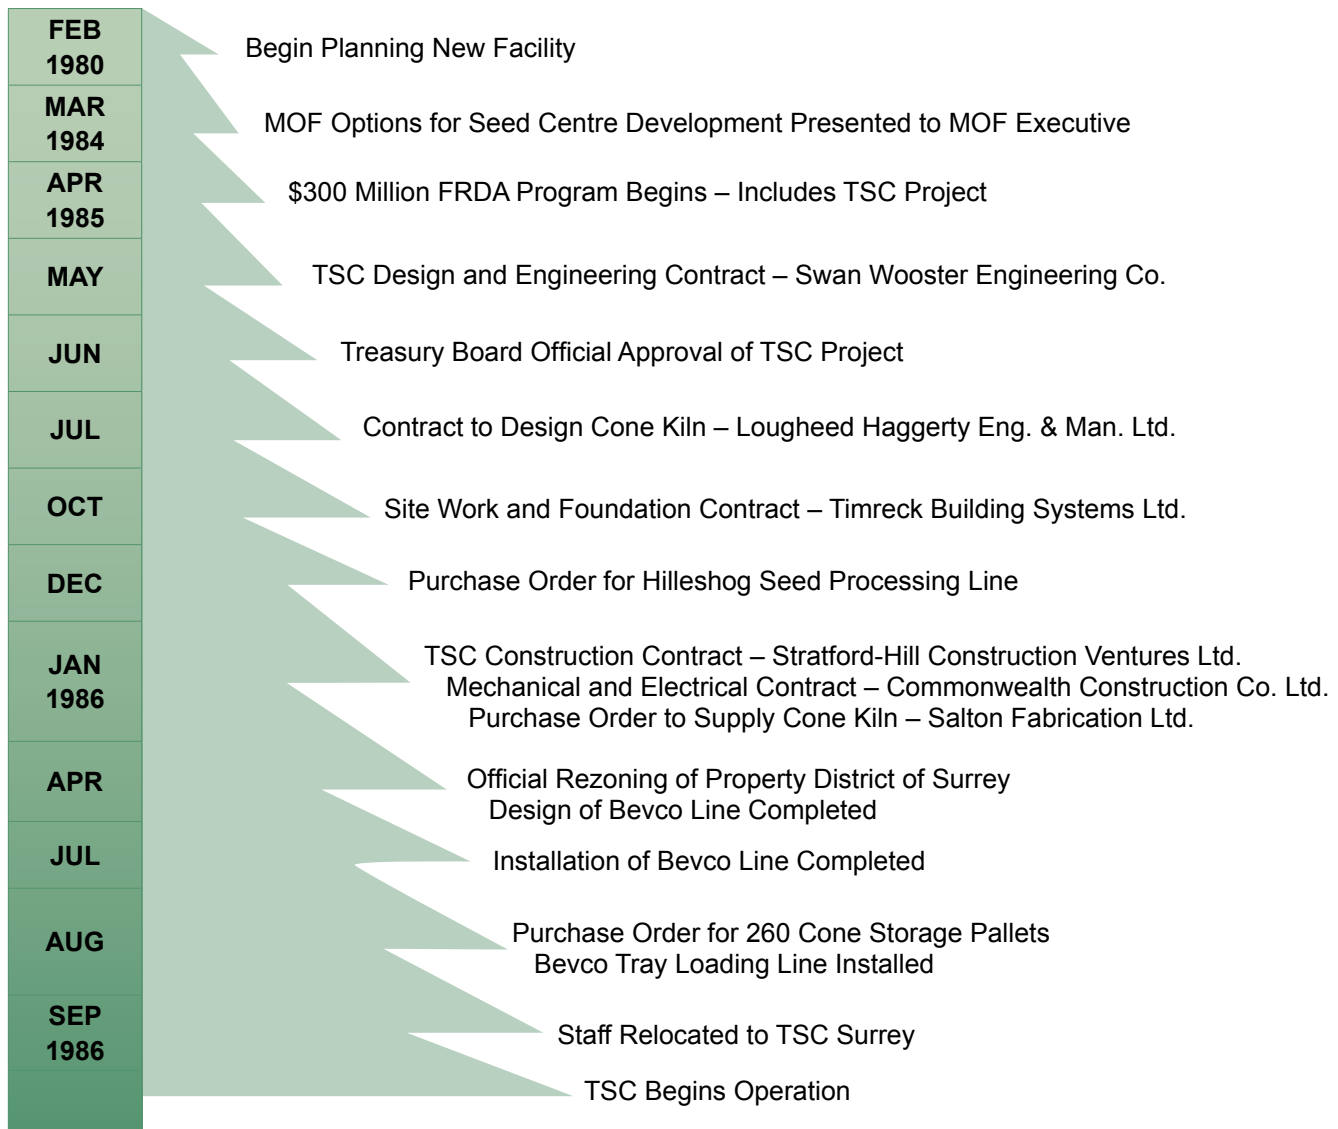 FEB
1980
Begin Planning New Facility
MAR
1984
MOF Options for Seed Centre Development Presented to MOF Executive
APR
1985
$300 Million FRDA Program Begins – Includes TSC Project
MAY
TSC Design and Engineering Contract – Swan Wooster Engineering Co.
JUN
Treasury Board Official Approval of TSC Project
JUL
Contract to Design Cone Kiln – Lougheed Haggerty Eng. & Man. Ltd.
OCT
Site Work and Foundation Contract – Timreck Building Systems Ltd.
DEC
Purchase Order for Hilleshog Seed Processing Line
JAN
1986
TSC Construction Contract – Stratford-Hill Construction Ventures Ltd.
Mechanical and Electrical Contract – Commonwealth Construction Co. Ltd.
Purchase Order to Supply Cone Kiln – Salton Fabrication Ltd.
APR
Official Rezoning of Property District of Surrey
Design of Bevco Line Completed
JUL
Installation of Bevco Line Completed
AUG
Purchase Order for 260 Cone Storage Pallets
Bevco Tray Loading Line Installed
SEP
1986
Staff Relocated to TSC Surrey
TSC Begins Operation